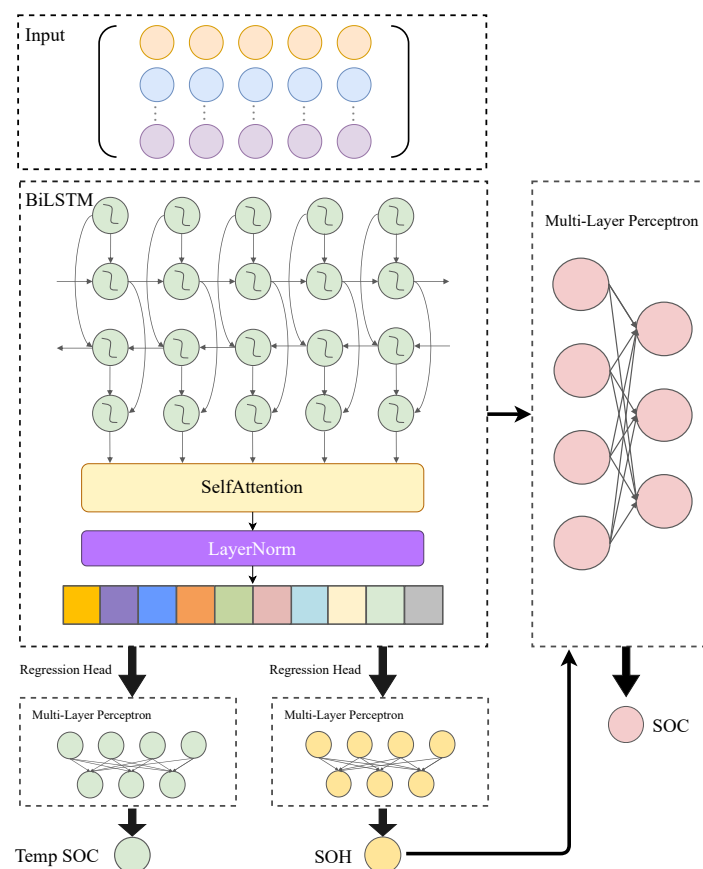 Input
BiLSTM
Multi-Layer Perceptron
SelfAttention
LayerNorm
Regression Head
Regression Head
Multi-Layer Perceptron
Multi-Layer Perceptron
SOC
Temp SOC
SOH